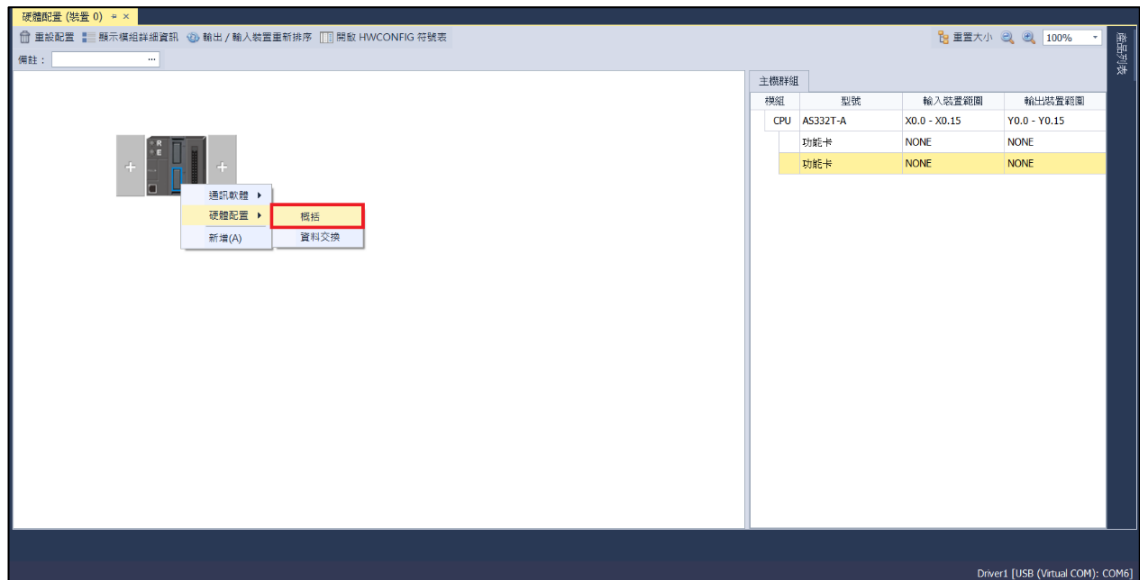 硬體配置 (裝置 0)
重設配置 顯示模組詳細資訊 輸出 / 輸入裝置重新排序 開啟 HWCONFIG 符號表 重置大小 100%
備註： ...
產品列表
主機群組
模組 型號 輸入裝置範圍 輸出裝置範圍
CPU AS332T-A X0.0 - X0.15 Y0.0 - Y0.15
功能卡 NONE NONE
功能卡 NONE NONE
R
E
通訊軟體
硬體配置
新增(A)
概括
資料交換
Driver1 [USB (Virtual COM): COM6]